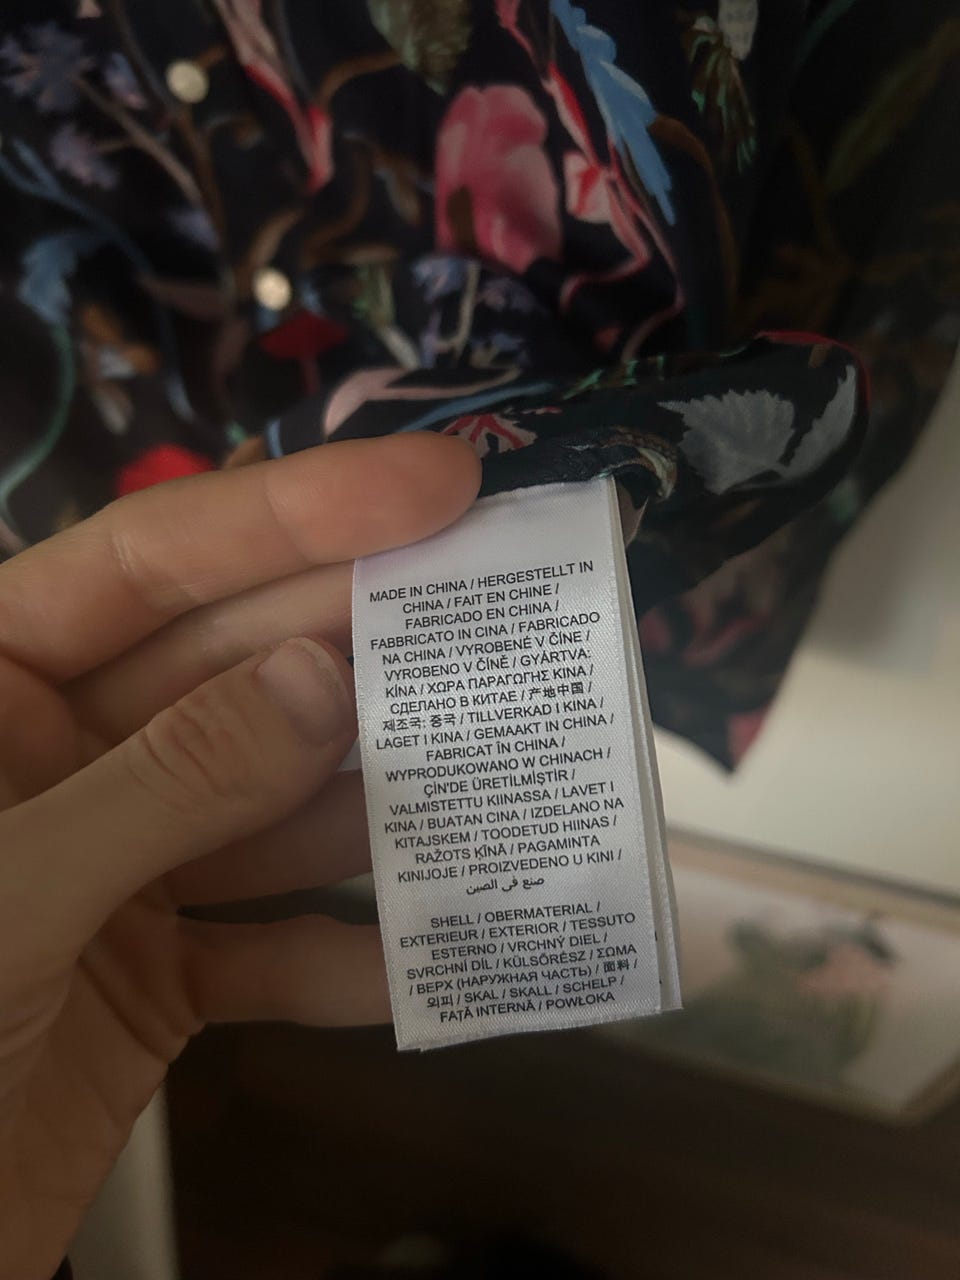 MADE IN CHINA / HERGESTELLT IN
CHINA / FAIT EN CHINE /
FABRICADO EN CHINA /
FABBRICATO IN CINA / FABRICADO
NA CHINA / VYROBENÉ V ČÍNE /
VYROBENO V ČÍNĚ / GYÁRTVA:
KÍNA / ΧΩΡΑ ΠΑΡΑΓΩΓΗΣ ΚΙΝΑ /
СДЕЛАНО В КИТАЕ / 产地中国 /
제조국: 중국 / TILLVERKAD I KINA /
LAGET I KINA / GEMAAKT IN CHINA /
FABRICAT ÎN CHINA /
WYPRODUKOWANO W CHINACH /
ÇİN'DE ÜRETİLMİŞTİR /
VALMISTETTU KIINASSA / LAVET I
KINA / BUATAN CINA / IZDELANO NA
KITAJSKEM / TOODETUD HIINAS /
RAŽOTS ĶĪNĀ / PAGAMINTA
KINIJOJE / PROIZVEDENO U KINI /
صنع في الصين
SHELL / OBERMATERIAL /
EXTERIEUR / EXTERIOR / TESSUTO
ESTERNO / VRCHNÝ DIEL /
SVRCHNÍ DÍL / KÜLSŐRÉSZ / ΣΩΜΑ
/ ВЕРХ (НАРУЖНАЯ ЧАСТЬ) / 面料 /
외피 / SKAL / SKALL / SCHELP /
FAȚĂ INTERNĂ / POWŁOKA